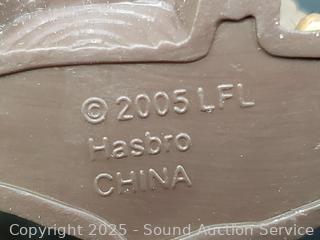 © 2005 LFL
Hasbro
CHINA
Copyright 2025 - Sound Auction Service